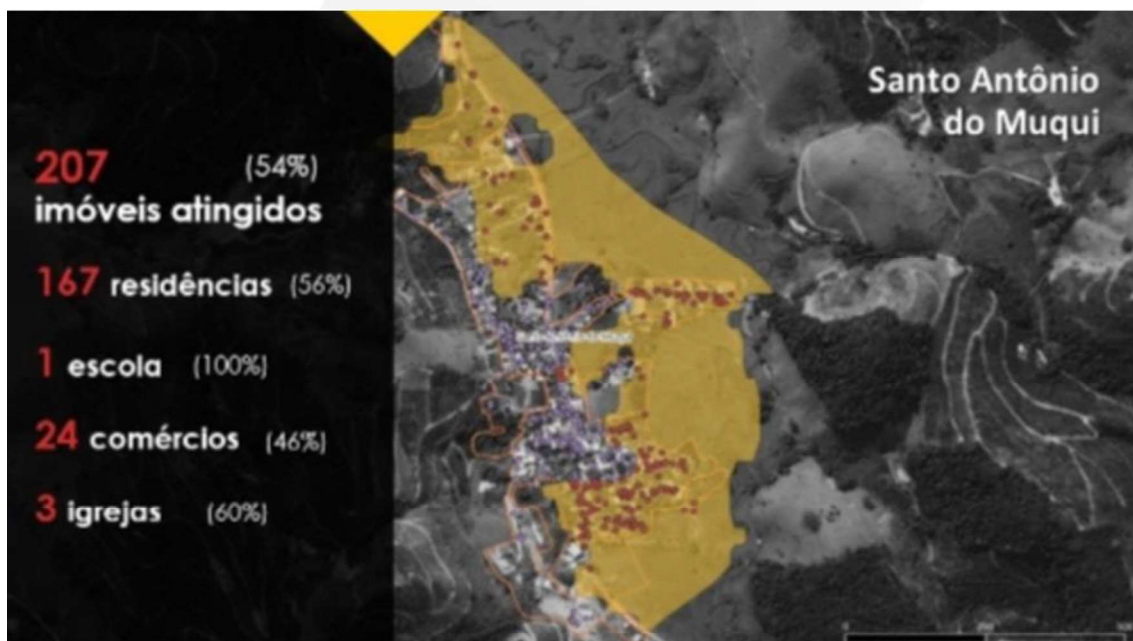 207 (54%)
imóveis atingidos
167 residências (56%)
1 escola (100%)
24 comércios (46%)
3 igrejas (60%)
Santo Antônio
do Muqui